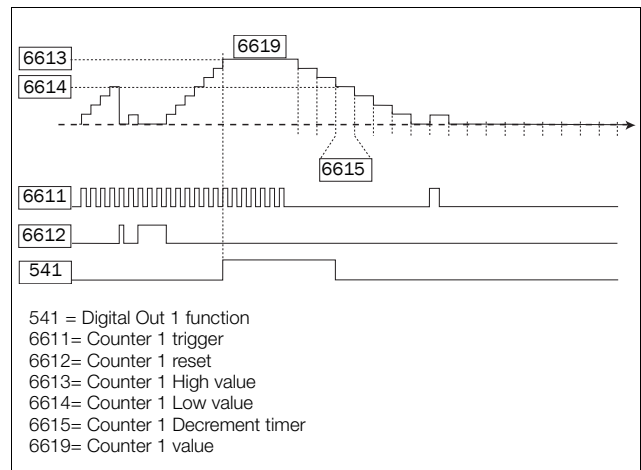 6619
6613
6614
6615
6611
6612
541
541 = Digital Out 1 function
6611= Counter 1 trigger
6612= Counter 1 reset
6613= Counter 1 High value
6614= Counter 1 Low value
6615= Counter 1 Decrement timer
6619= Counter 1 value